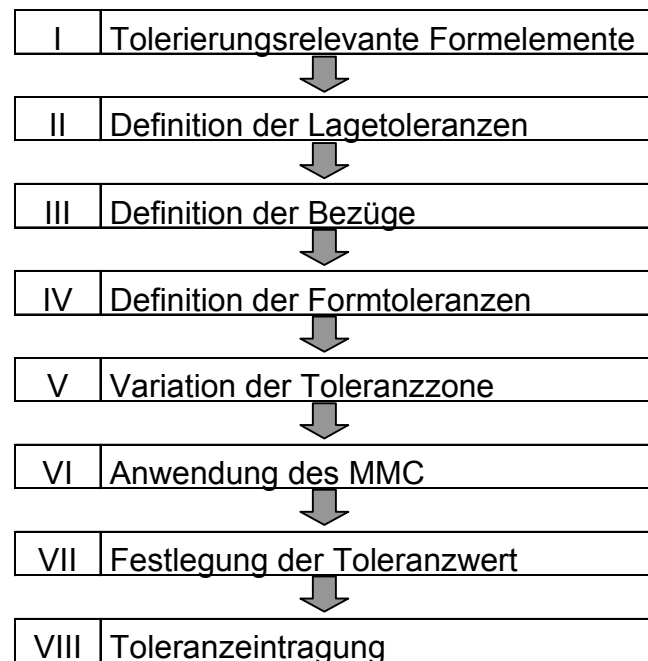 I Tolerierungsrelevante Formelemente
II Definition der Lagetoleranzen
III Definition der Bezüge
IV Definition der Formtoleranzen
V Variation der Toleranzzone
VI Anwendung des MMC
VII Festlegung der Toleranzwert
VIII Toleranzeintragung